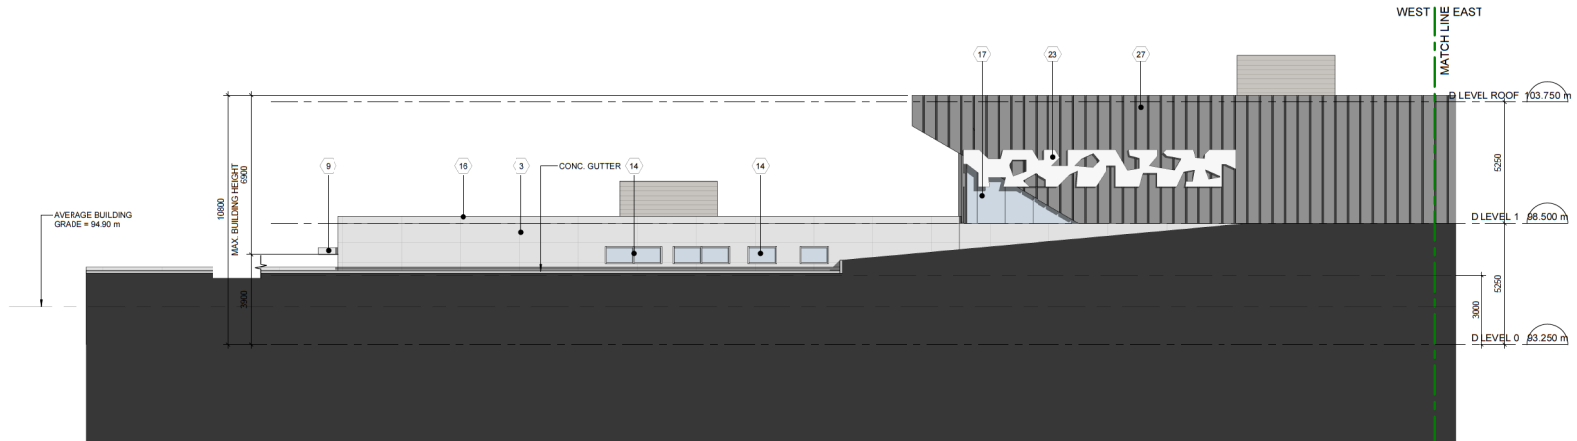 WEST EAST
MATCH LINE
17
23
27
D LEVEL ROOF 103.750 m
9
16
3
CONC. GUTTER
14
14
10800
MAX. BUILDING HEIGHT
6900
5250
AVERAGE BUILDING
GRADE = 94.90 m
D LEVEL 1 98.500 m
3900
3000
5250
D LEVEL 0 93.250 m